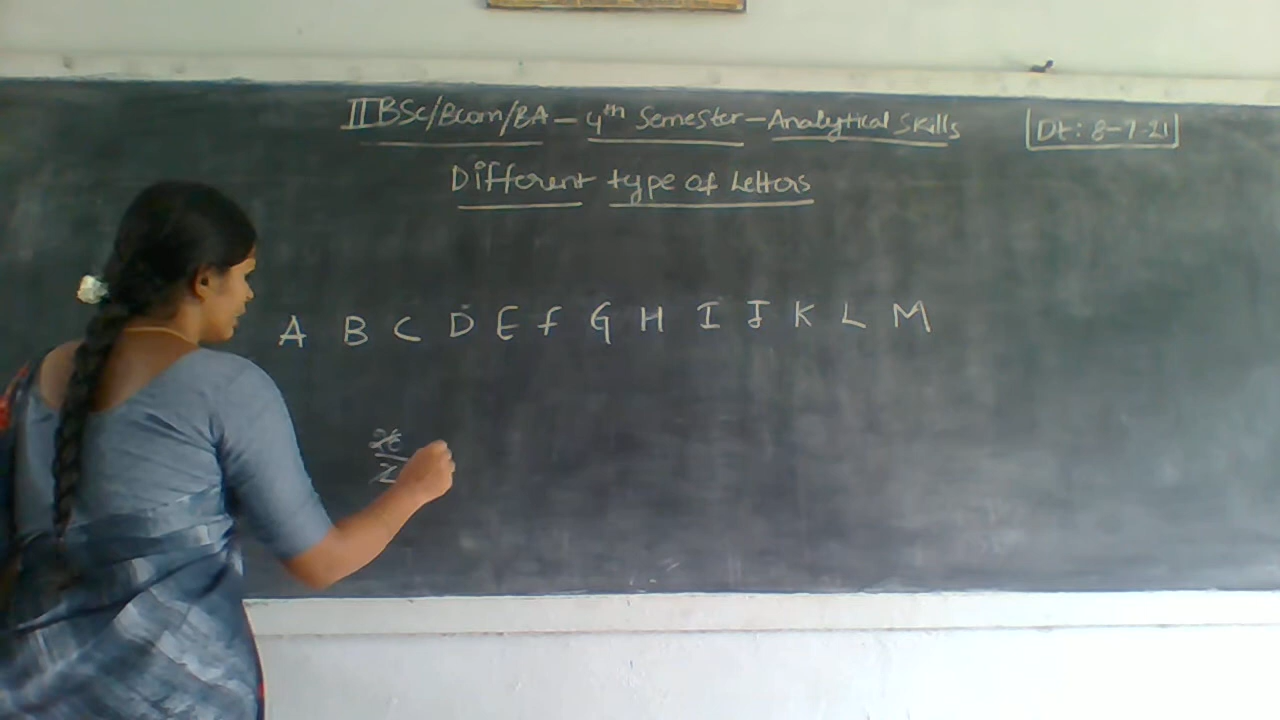 II BSc/Bcom/BA - 4th Semester - Analytical Skills
Dt: 8-7-21
Different type of Letters
A B C D E f G H I J K L M